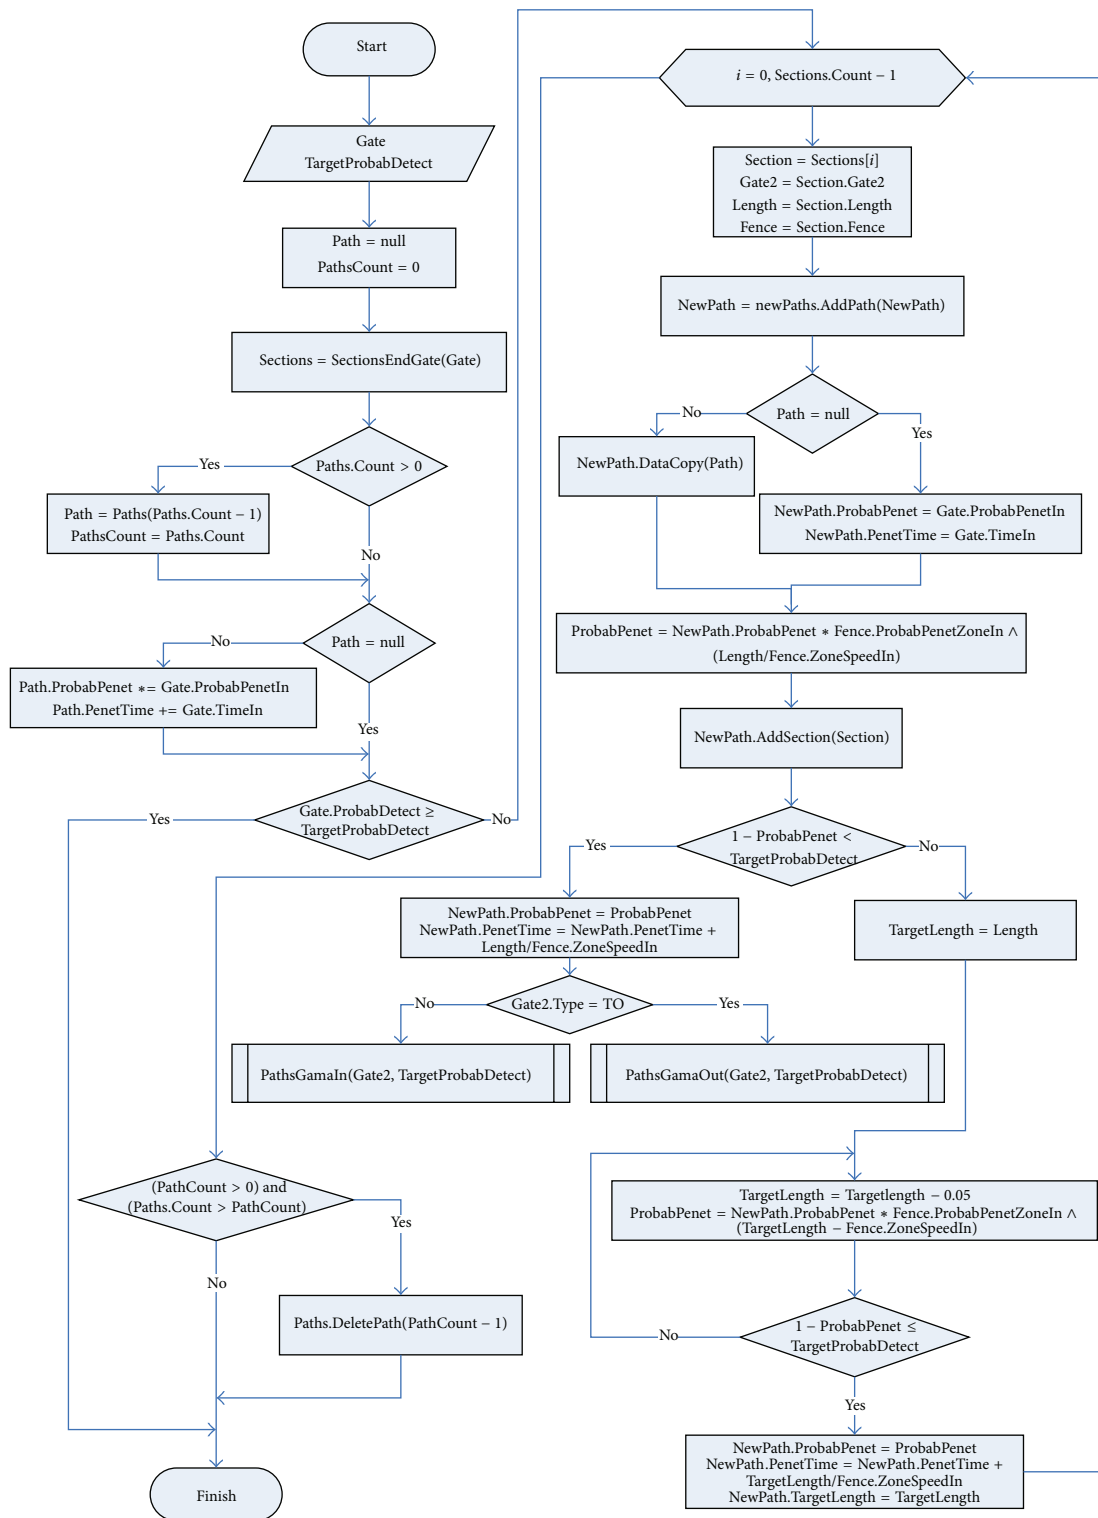 Start
Gate
TargetProbabDetect
Path = null
PathsCount = 0
Sections = SectionsEndGate(Gate)
Paths.Count > 0
Yes
No
Path = Paths(Paths.Count − 1)
PathsCount = Paths.Count
Path = null
No
Yes
Path.ProbabPenet *= Gate.ProbabPenetIn
Path.PenetTime += Gate.TimeIn
Gate.ProbabDetect ≥
TargetProbabDetect
Yes
No
i = 0, Sections.Count − 1
Section = Sections[i]
Gate2 = Section.Gate2
Length = Section.Length
Fence = Section.Fence
NewPath = newPaths.AddPath(NewPath)
Path = null
No
Yes
NewPath.DataCopy(Path)
NewPath.ProbabPenet = Gate.ProbabPenetIn
NewPath.PenetTime = Gate.TimeIn
ProbabPenet = NewPath.ProbabPenet * Fence.ProbabPenetZoneIn ∧
(Length/Fence.ZoneSpeedIn)
NewPath.AddSection(Section)
1 − ProbabPenet <
TargetProbabDetect
Yes
No
NewPath.ProbabPenet = ProbabPenet
NewPath.PenetTime = NewPath.PenetTime +
Length/Fence.ZoneSpeedIn
TargetLength = Length
Gate2.Type = TO
No
Yes
PathsGamaIn(Gate2, TargetProbabDetect)
PathsGamaOut(Gate2, TargetProbabDetect)
TargetLength = Targetlength − 0.05
ProbabPenet = NewPath.ProbabPenet * Fence.ProbabPenetZoneIn ∧
(TargetLength − Fence.ZoneSpeedIn)
1 − ProbabPenet ≤
TargetProbabDetect
No
Yes
NewPath.ProbabPenet = ProbabPenet
NewPath.PenetTime = NewPath.PenetTime +
TargetLength/Fence.ZoneSpeedIn
NewPath.TargetLength = TargetLength
(PathCount > 0) and
(Paths.Count > PathCount)
Yes
No
Paths.DeletePath(PathCount − 1)
Finish